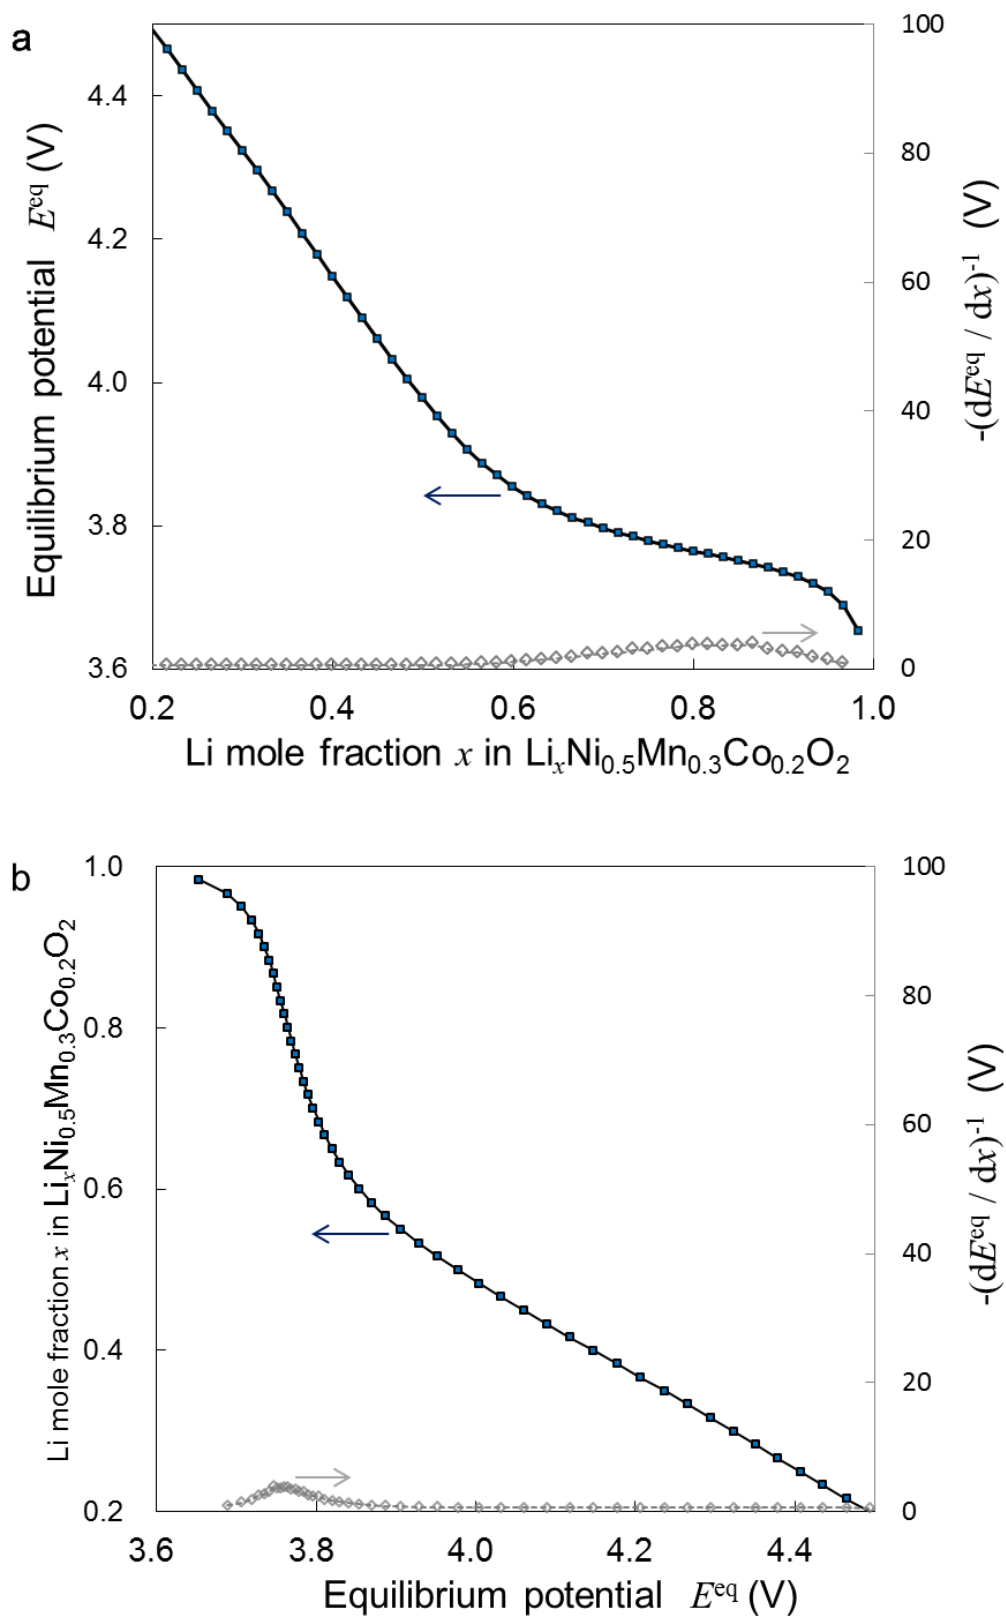 a
100
4.4
80
4.2
60
4.0
40
3.8
20
3.6
0
0.2 0.4 0.6 0.8 1.0
Equilibrium potential E^eq (V)
-(dE^eq / dx)^-1 (V)
Li mole fraction x in Li_xNi_0.5Mn_0.3Co_0.2O_2
b
1.0
100
80
0.8
60
0.6
40
0.4
20
0.2
0
3.6 3.8 4.0 4.2 4.4
Li mole fraction x in Li_xNi_0.5Mn_0.3Co_0.2O_2
-(dE^eq / dx)^-1 (V)
Equilibrium potential E^eq (V)